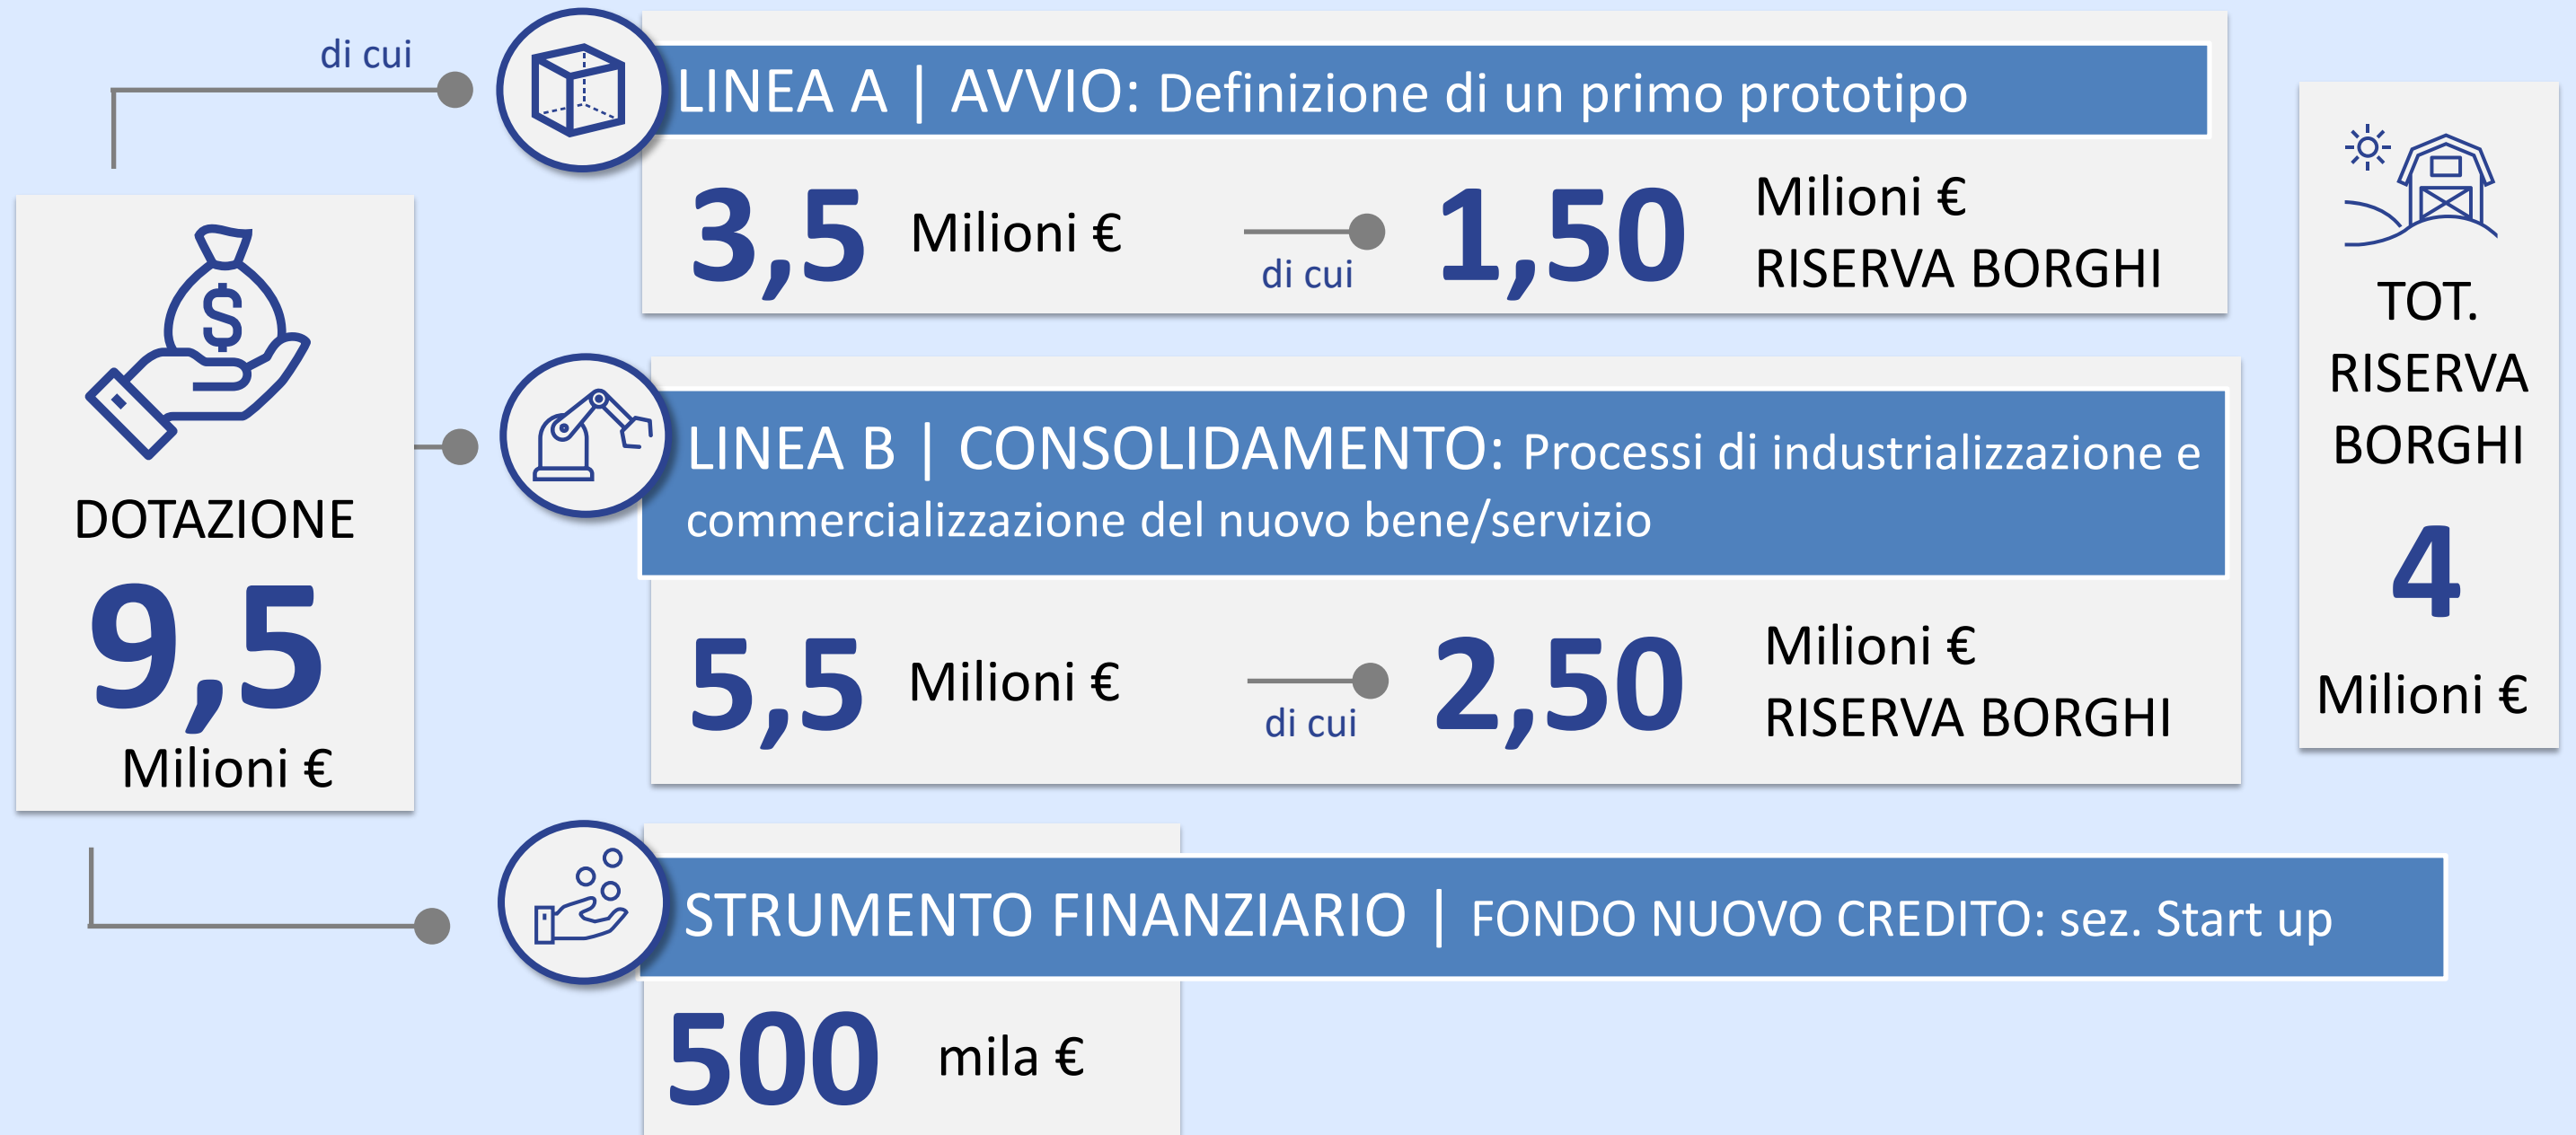 DOTAZIONE
9,5
Milioni €
di cui
LINEA A | AVVIO: Definizione di un primo prototipo
3,5 Milioni €
di cui
1,50
Milioni €
RISERVA BORGHI
LINEA B | CONSOLIDAMENTO: Processi di industrializzazione e
commercializzazione del nuovo bene/servizio
5,5 Milioni €
di cui
2,50
Milioni €
RISERVA BORGHI
STRUMENTO FINANZIARIO | FONDO NUOVO CREDITO: sez. Start up
500 mila €
TOT.
RISERVA
BORGHI
4
Milioni €